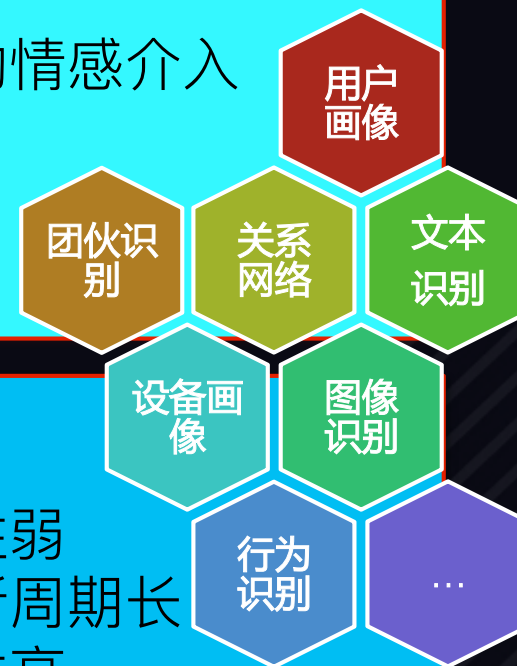 情感介入
用户
画像
团伙识
别
关系
网络
文本
识别
设备画
像
图像
识别
弱
周期长
高
行为
识别
...